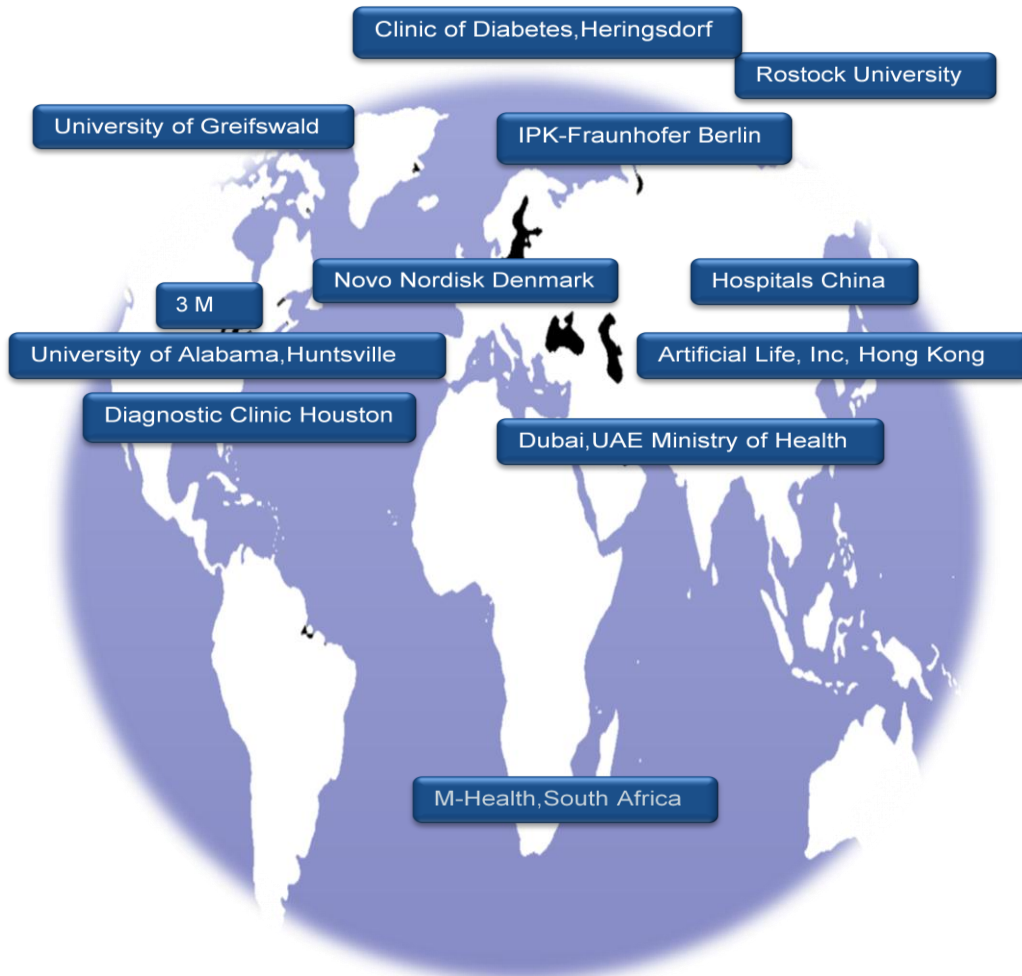 Clinic of Diabetes,Heringsdorf
Rostock University
University of Greifswald
IPK-Fraunhofer Berlin
Novo Nordisk Denmark
Hospitals China
3 M
University of Alabama,Huntsville
Artificial Life, Inc, Hong Kong
Diagnostic Clinic Houston
Dubai,UAE Ministry of Health
M-Health,South Africa